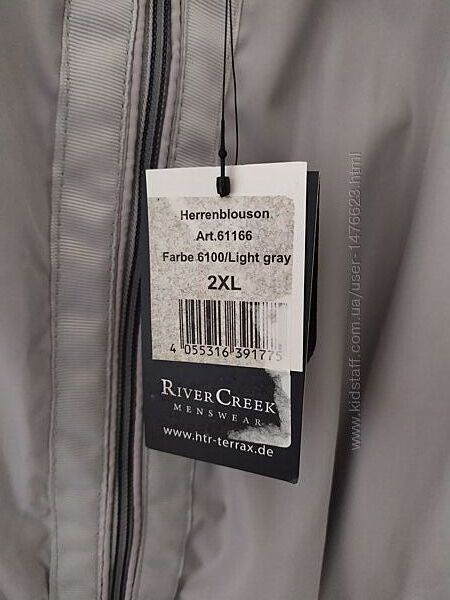 Herrenblouson
Art.61166
Farbe 6100/Light gray
2XL
4 055316 391775
RIVERCREEK
MENSWEAR
www.htr-terrax.de
www.kidstaff.com.ua/user-1476623.html